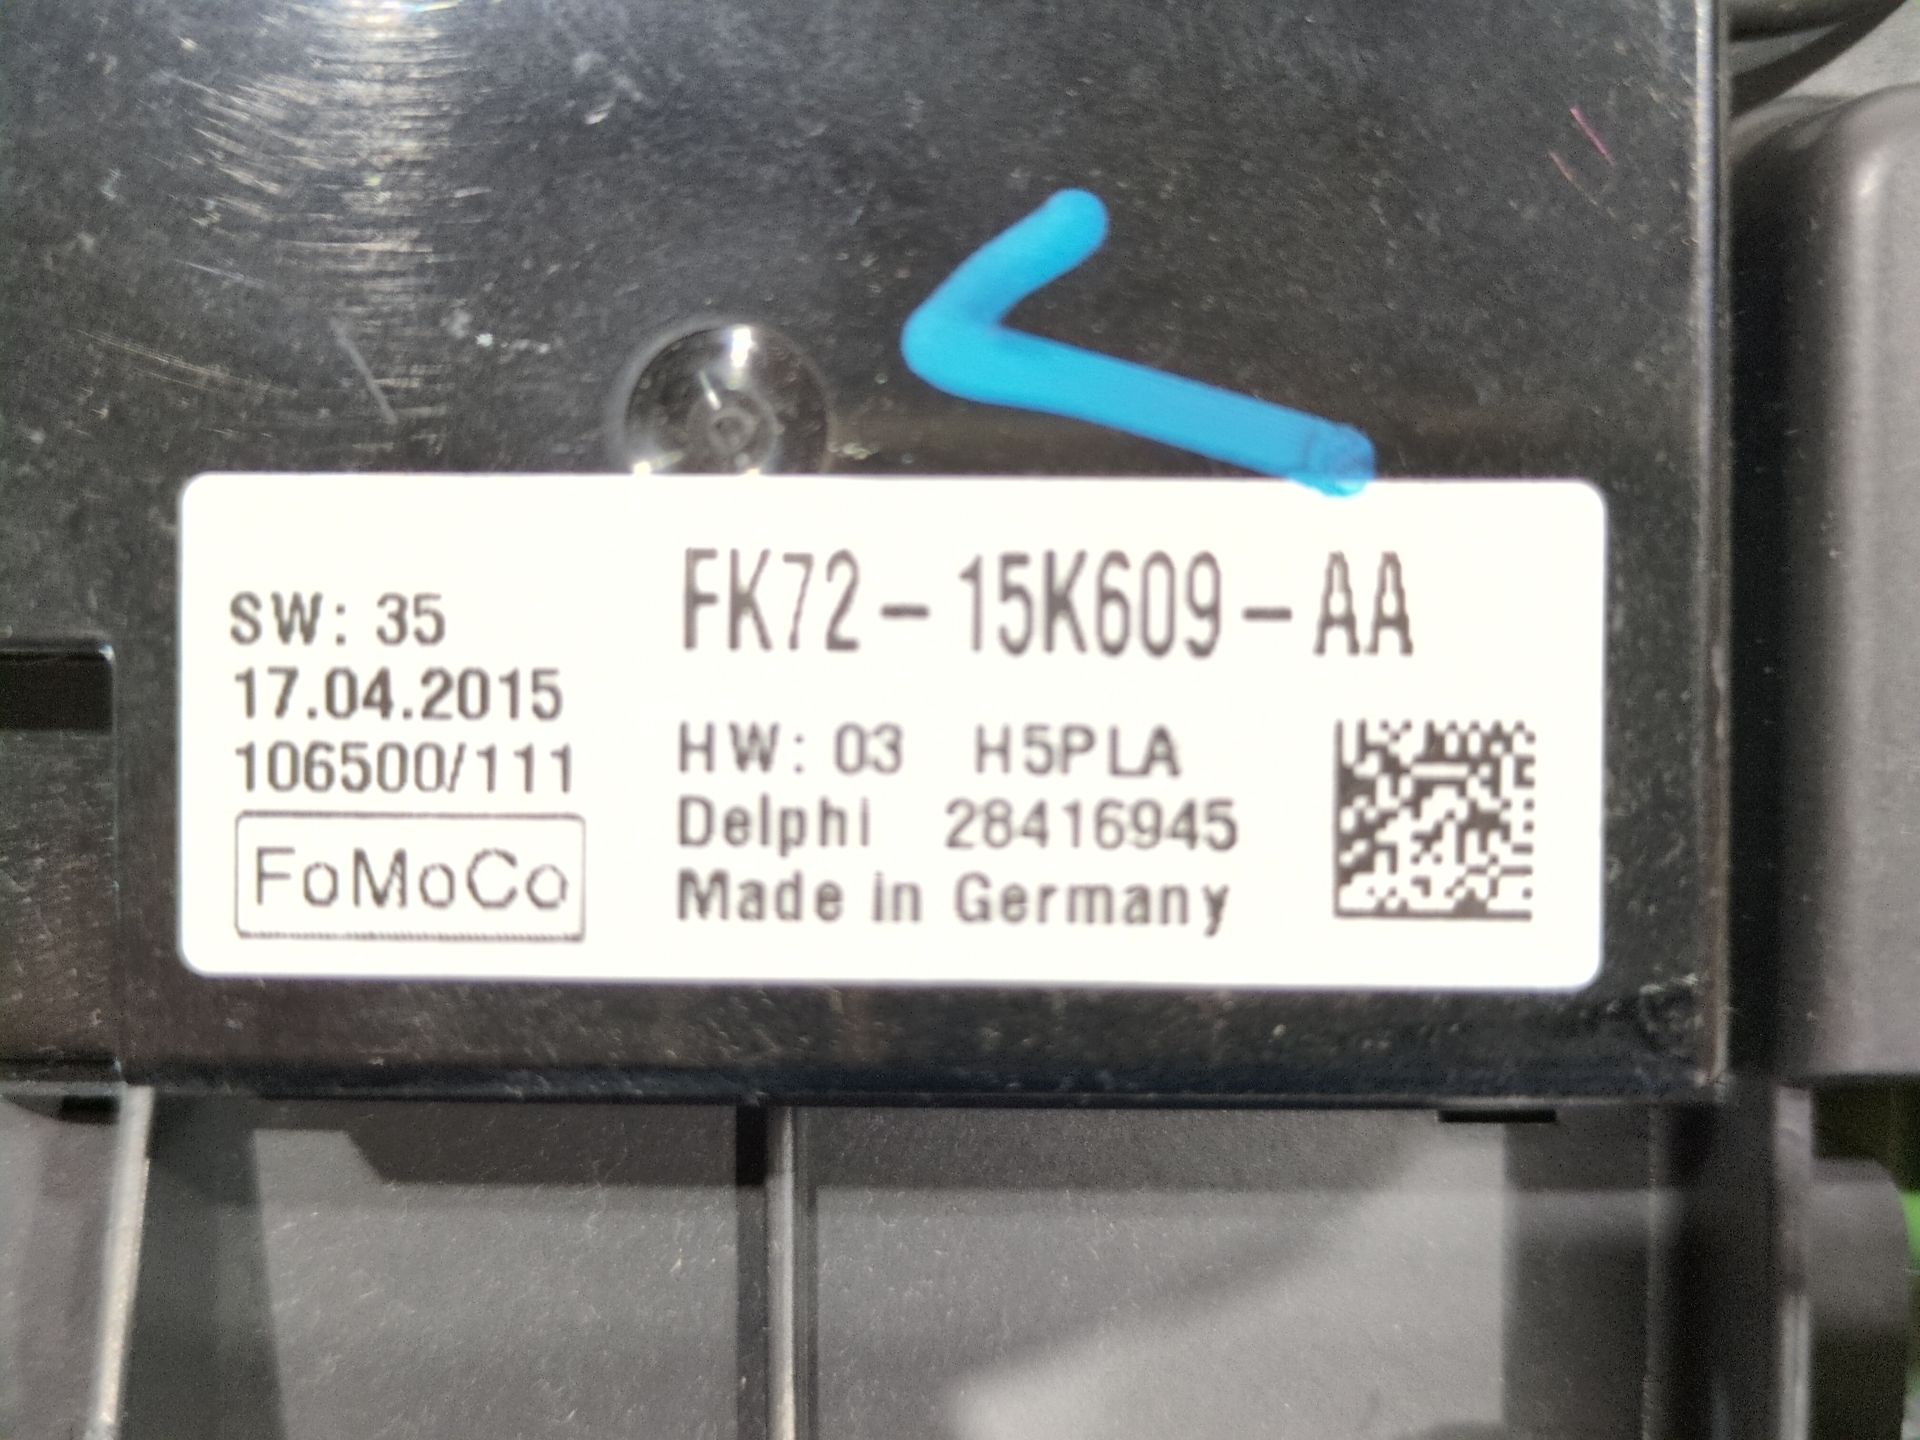 FK72-15K609-AA
SW: 35
17.04.2015
106500/111
FoMoCo
HW: 03 H5PLA
Delphi 28416945
Made in Germany